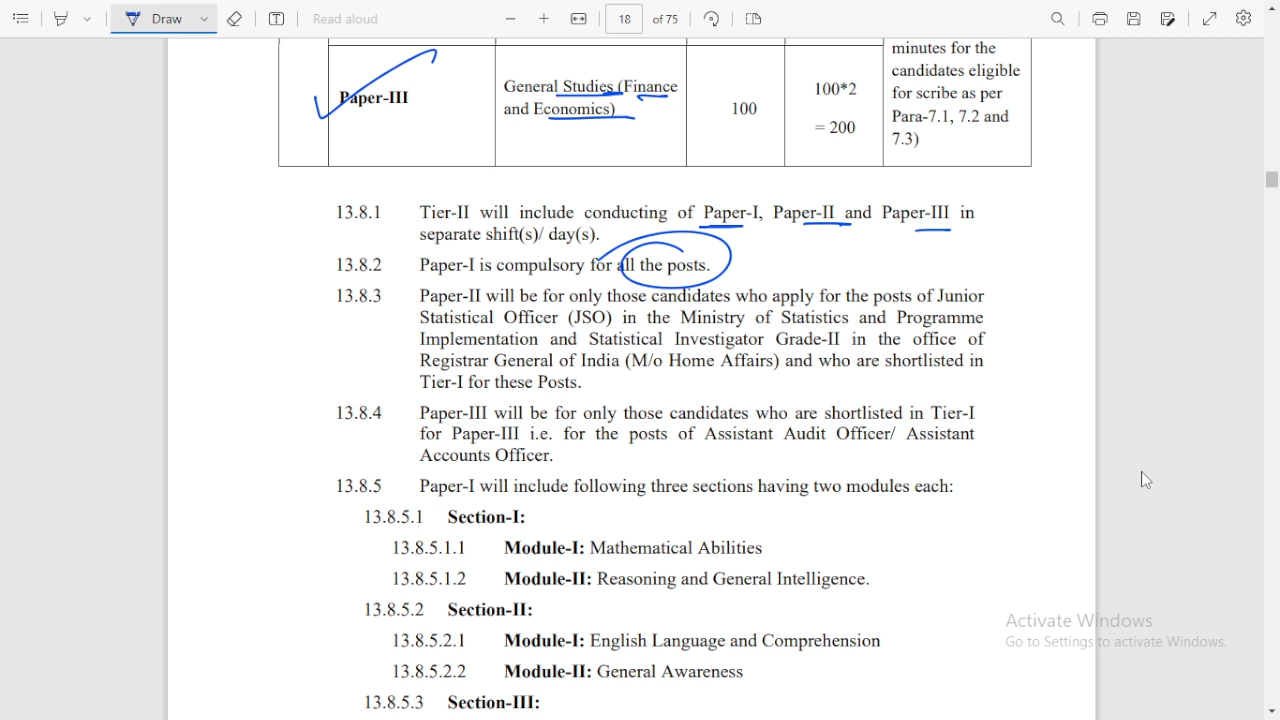 Draw
Read aloud
18 of 75
minutes for the
candidates eligible
for scribe as per
Para-7.1, 7.2 and
7.3)
Paper-III
General Studies (Finance
and Economics)
100
100*2
= 200
13.8.1 Tier-II will include conducting of Paper-I, Paper-II and Paper-III in
separate shift(s)/ day(s).
13.8.2 Paper-I is compulsory for all the posts.
13.8.3 Paper-II will be for only those candidates who apply for the posts of Junior
Statistical Officer (JSO) in the Ministry of Statistics and Programme
Implementation and Statistical Investigator Grade-II in the office of
Registrar General of India (M/o Home Affairs) and who are shortlisted in
Tier-I for these Posts.
13.8.4 Paper-III will be for only those candidates who are shortlisted in Tier-I
for Paper-III i.e. for the posts of Assistant Audit Officer/ Assistant
Accounts Officer.
13.8.5 Paper-I will include following three sections having two modules each:
13.8.5.1 Section-I:
13.8.5.1.1 Module-I: Mathematical Abilities
13.8.5.1.2 Module-II: Reasoning and General Intelligence.
13.8.5.2 Section-II:
13.8.5.2.1 Module-I: English Language and Comprehension
13.8.5.2.2 Module-II: General Awareness
13.8.5.3 Section-III:
Activate Windows
Go to Settings to activate Windows.